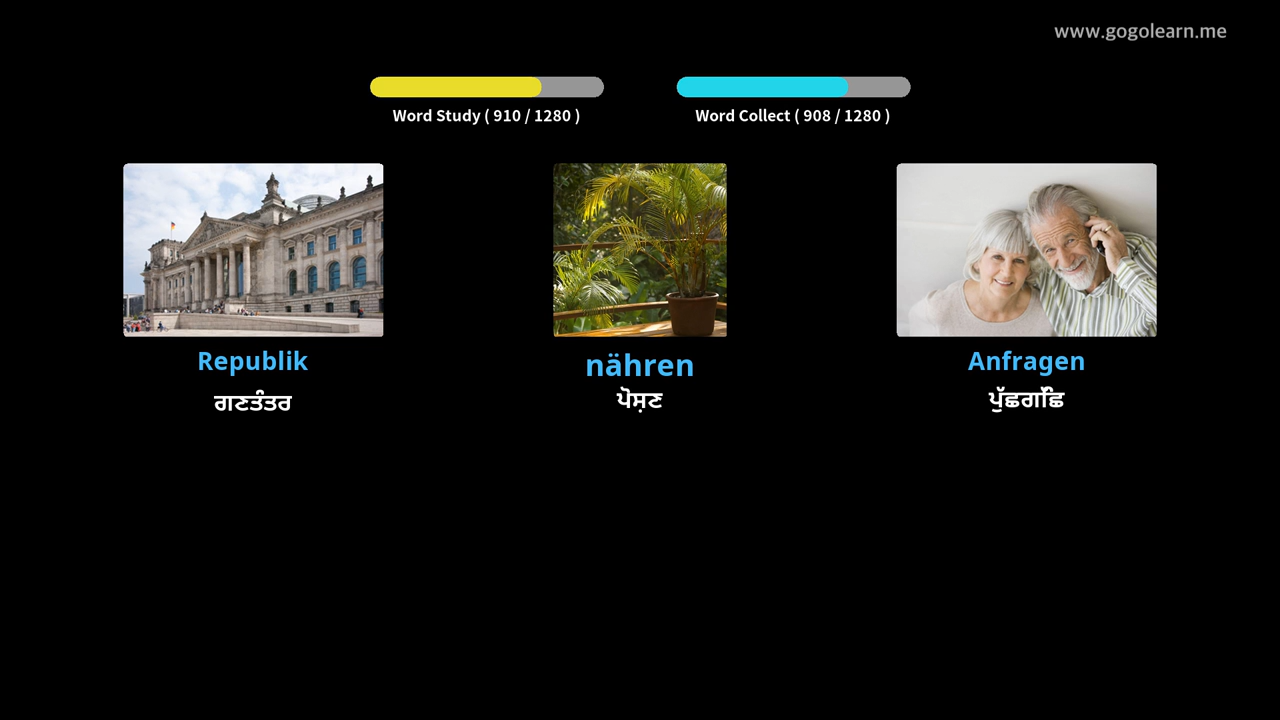 www.gogolearn.me
Word Study ( 910 / 1280 )
Word Collect ( 908 / 1280 )
Republik
ਗਣਤੰਤਰ
nähren
ਪੋਸ਼ਣ
Anfragen
ਪੁੱਛਗਿੱਛ